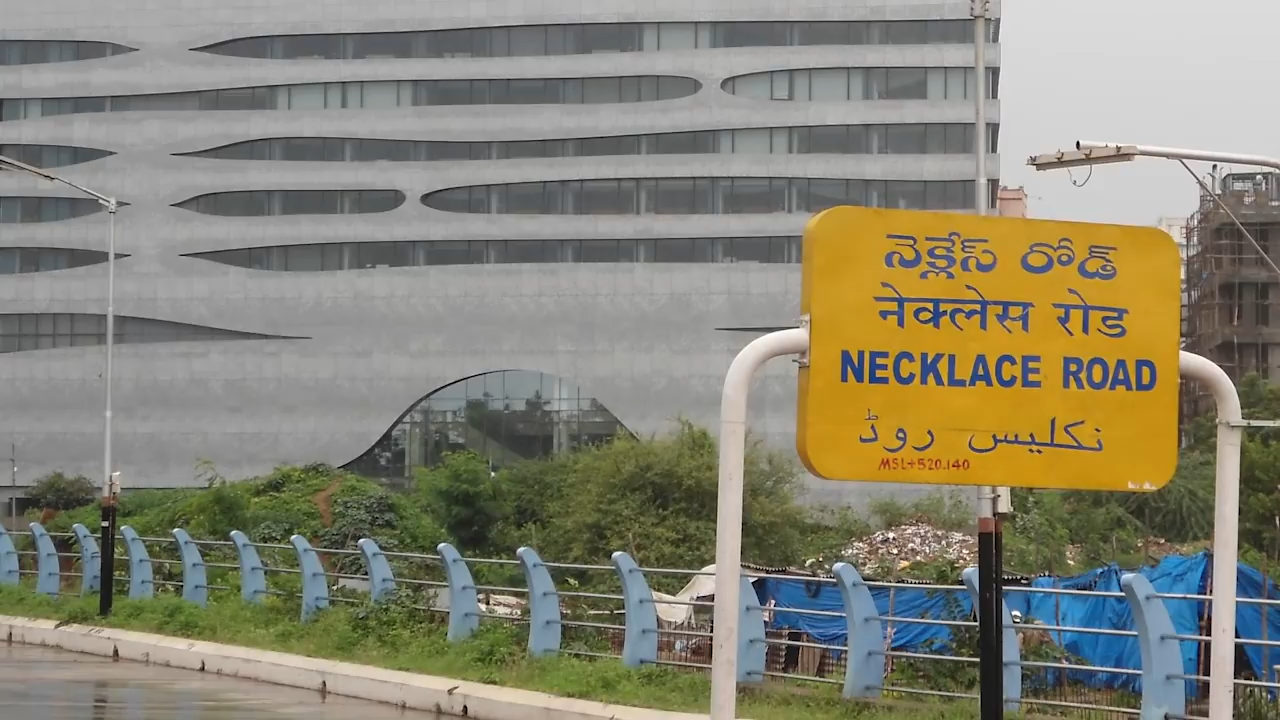 నెక్లేస్ రోడ్
नेक्लेस रोड
NECKLACE ROAD
نکلیس روڈ
MSL+520.140